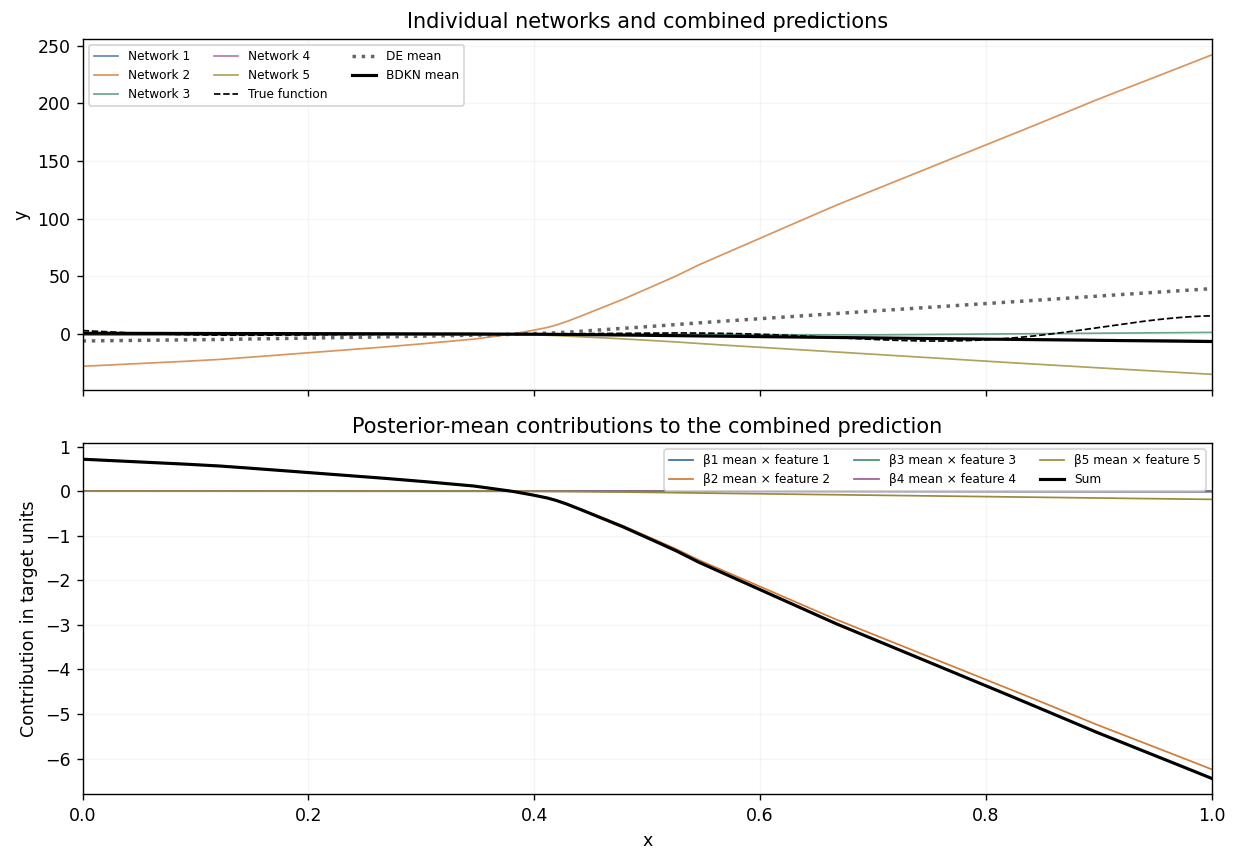 Individual networks and combined predictions
250
200
150
100
50
0
y
Network 1
Network 2
Network 3
Network 4
Network 5
True function
DE mean
BDKN mean
Posterior-mean contributions to the combined prediction
1
0
−1
−2
−3
−4
−5
−6
Contribution in target units
β1 mean × feature 1
β2 mean × feature 2
β3 mean × feature 3
β4 mean × feature 4
β5 mean × feature 5
Sum
0.0 0.2 0.4 0.6 0.8 1.0
x